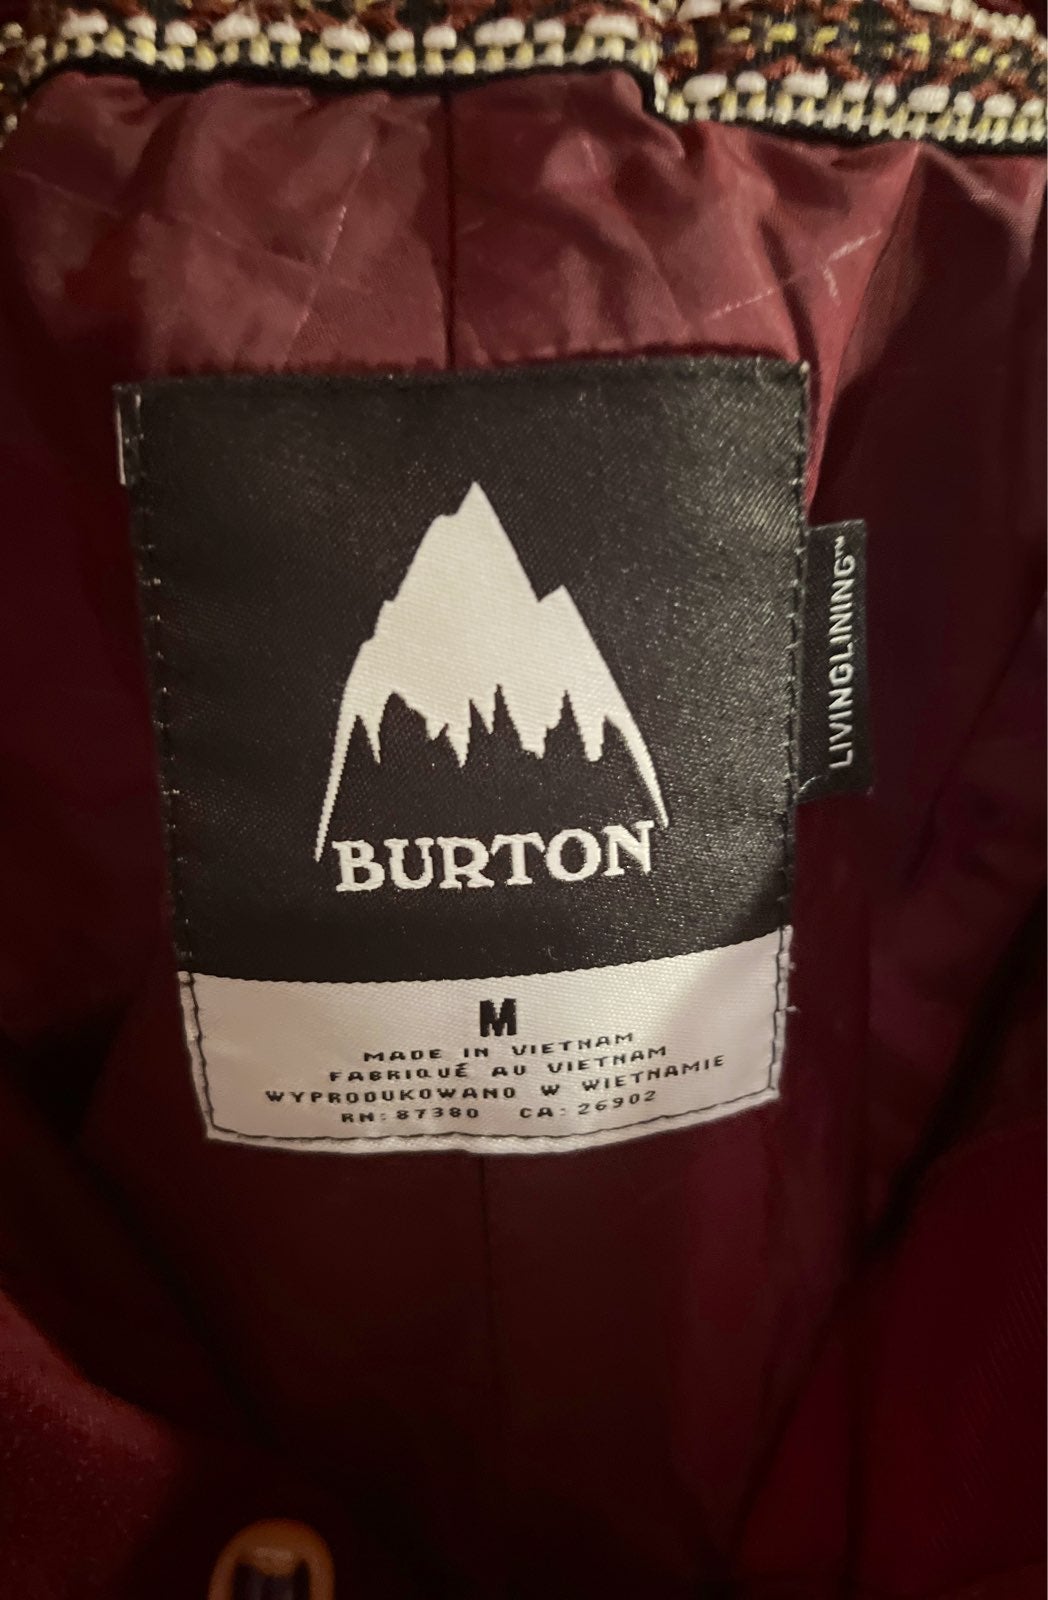 BURTON
LIVINGLINING™
M
MADE IN VIETNAM
FABRIQUÉ AU VIETNAM
WYPRODUKOWANO W WIETNAMIE
RN: 87380 CA: 26902